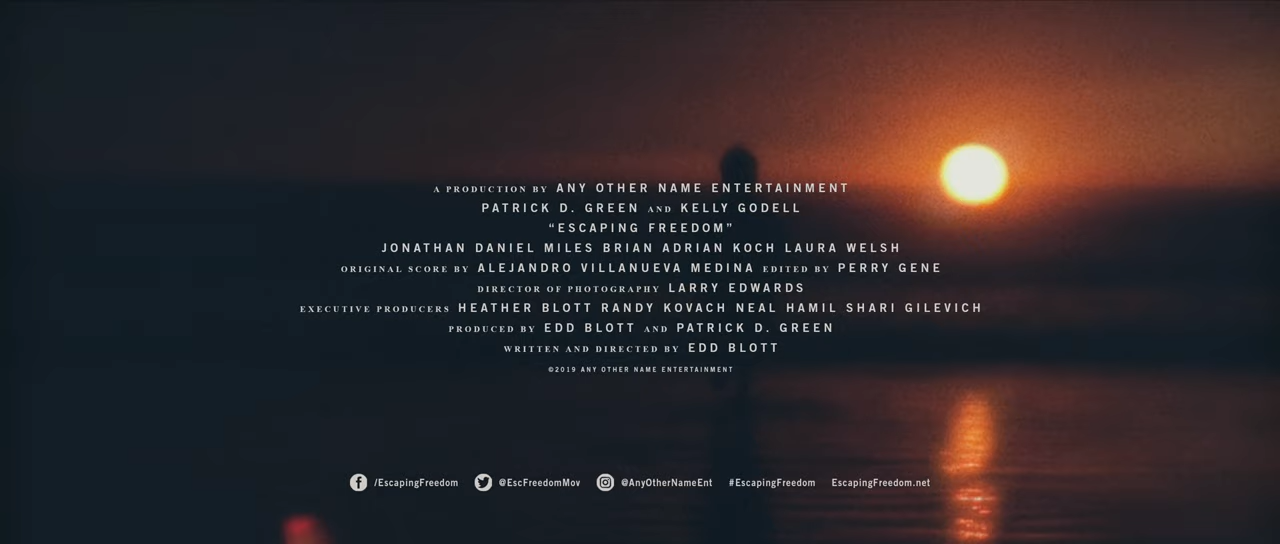 A PRODUCTION BY ANY OTHER NAME ENTERTAINMENT
PATRICK D. GREEN AND KELLY GODELL
“ESCAPING FREEDOM”
JONATHAN DANIEL MILES BRIAN ADRIAN KOCH LAURA WELSH
ORIGINAL SCORE BY ALEJANDRO VILLANUEVA MEDINA EDITED BY PERRY GENE
DIRECTOR OF PHOTOGRAPHY LARRY EDWARDS
EXECUTIVE PRODUCERS HEATHER BLOTT RANDY KOVACH NEAL HAMIL SHARI GILEVICH
PRODUCED BY EDD BLOTT AND PATRICK D. GREEN
WRITTEN AND DIRECTED BY EDD BLOTT
©2019 ANY OTHER NAME ENTERTAINMENT
/EscapingFreedom @EscFreedomMov @AnyOtherNameEnt #EscapingFreedom EscapingFreedom.net